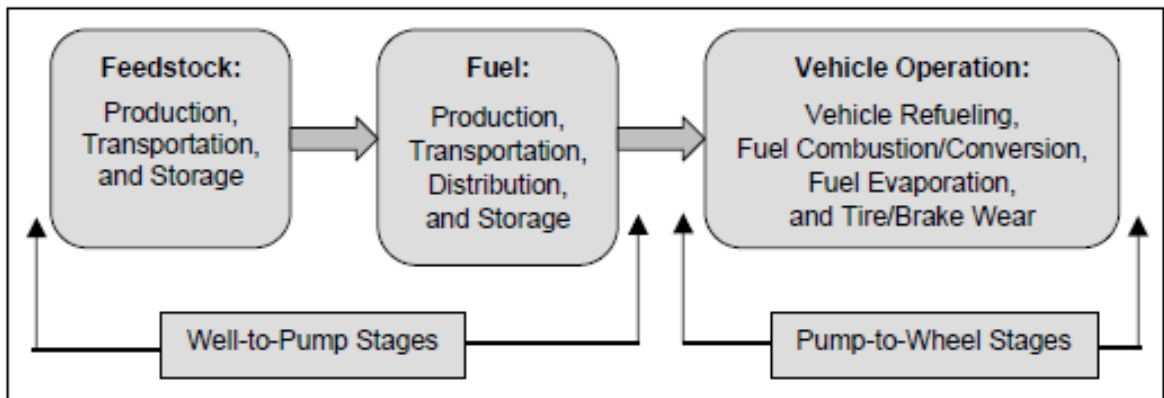 Feedstock:
Production,
Transportation,
and Storage
Fuel:
Production,
Transportation,
Distribution,
and Storage
Vehicle Operation:
Vehicle Refueling,
Fuel Combustion/Conversion,
Fuel Evaporation,
and Tire/Brake Wear
Well-to-Pump Stages
Pump-to-Wheel Stages